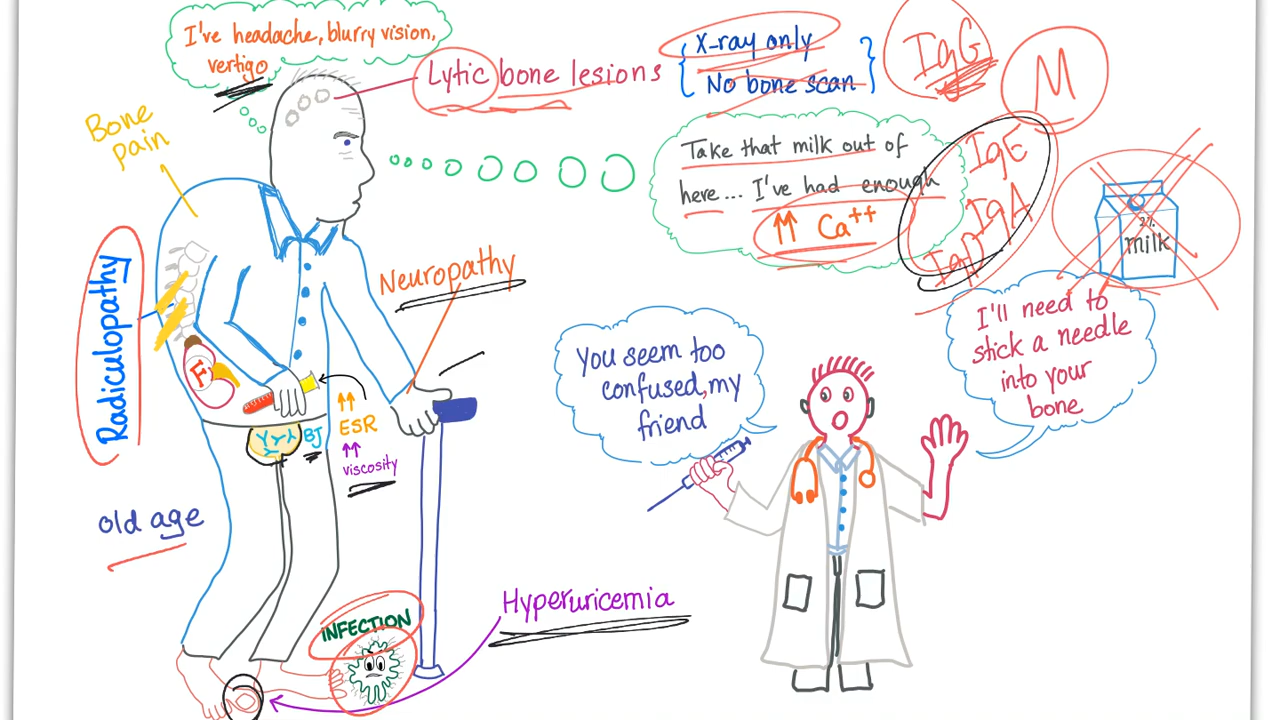 I've headache, blurry vision,
vertigo
Lytic bone lesions
X-ray only
No bone scan
IgG
M
Bone
pain
Take that milk out of
here... I've had enough
↑↑ Ca++
IgE
IgA
IgD
2%
milk
Radiculopathy
Neuropathy
F
BJ
↑↑
ESR
↑↑
viscosity
You seem too
confused, my
friend
I'll need to
stick a needle
into your
bone
old age
INFECTION
Hyperuricemia